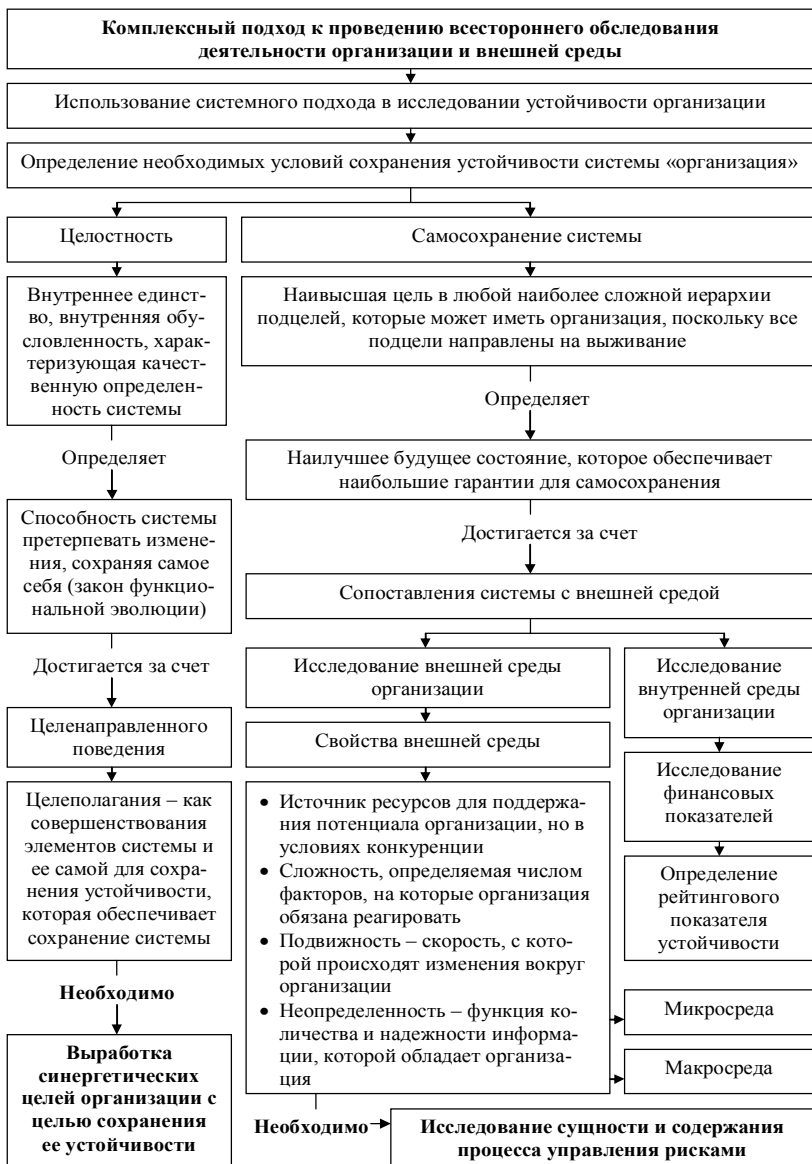 Комплексный подход к проведению всестороннего обследования
деятельности организации и внешней среды
Использование системного подхода в исследовании устойчивости организации
Определение необходимых условий сохранения устойчивости системы «организация»
Целостность
Внутреннее единст-
во, внутренняя обу-
словленность, харак-
теризующая качест-
венную определен-
ность системы
Определяет
Способность системы
претерпевать измене-
ния, сохраняя самое
себя (закон функци-
ональной эволюции)
Достигается за счет
Целенаправленного
поведения
Целеполагания – как
совершенствования
элементов системы и
ее самой для сохра-
нения устойчивости,
которая обеспечивает
сохранение системы
Необходимо
Выработка
синергетических
целей организации с
целью сохранения
ее устойчивости
Самосохранение системы
Наивысшая цель в любой наиболее сложной иерархии
подцелей, которые может иметь организация, поскольку все
подцели направлены на выживание
Определяет
Наилучшее будущее состояние, которое обеспечивает
наибольшие гарантии для самосохранения
Достигается за счет
Сопоставления системы с внешней средой
Исследование внешней среды
организации
Свойства внешней среды
• Источник ресурсов для поддержа-
ния потенциала организации, но в
условиях конкуренции
• Сложность, определяемая числом
факторов, на которые организация
обязана реагировать
• Подвижность – скорость, с кото-
рой происходят изменения вокруг
организации
• Неопределенность – функция ко-
личества и надежности информа-
ции, которой обладает организа-
ция
Исследование
внутренней среды
организации
Исследование
финансовых
показателей
Определение
рейтингового
показателя
устойчивости
Микросреда
Макросреда
Необходимо
Исследование сущности и содержания
процесса управления рисками